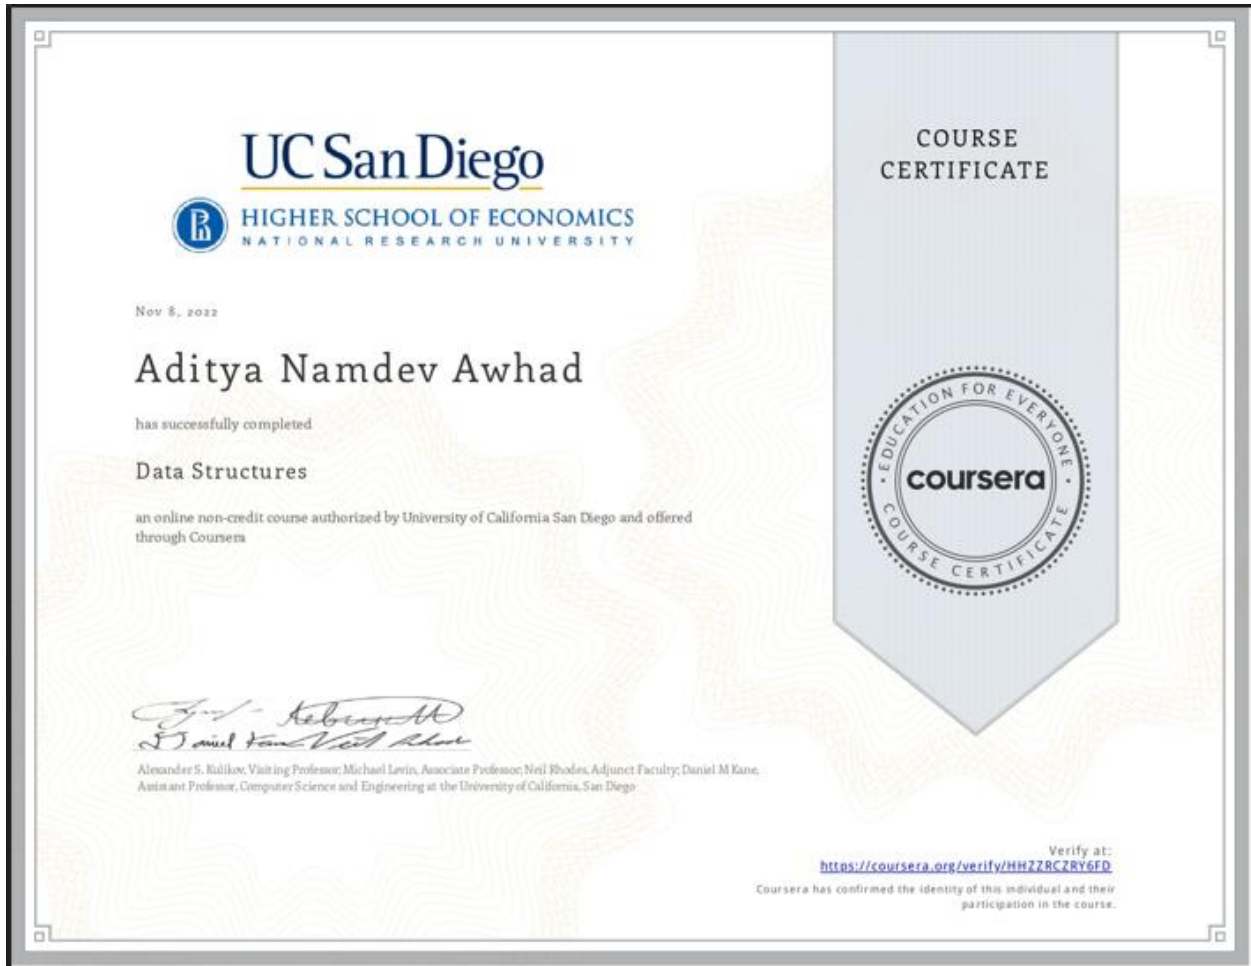 UC San Diego
HIGHER SCHOOL OF ECONOMICS
NATIONAL RESEARCH UNIVERSITY
Nov 8, 2022
Aditya Namdev Awhad
has successfully completed
Data Structures
an online non-credit course authorized by University of California San Diego and offered
through Coursera
Alexander S. Kulikov, Visiting Professor; Michael Levin, Associate Professor; Neil Rhodes, Adjunct Faculty; Daniel M Kane,
Assistant Professor, Computer Science and Engineering at the University of California, San Diego
COURSE
CERTIFICATE
EDUCATION FOR EVERYONE
coursera
COURSE CERTIFICATE
Verify at:
https://coursera.org/verify/HHZZRCZRY6FD
Coursera has confirmed the identity of this individual and their
participation in the course.